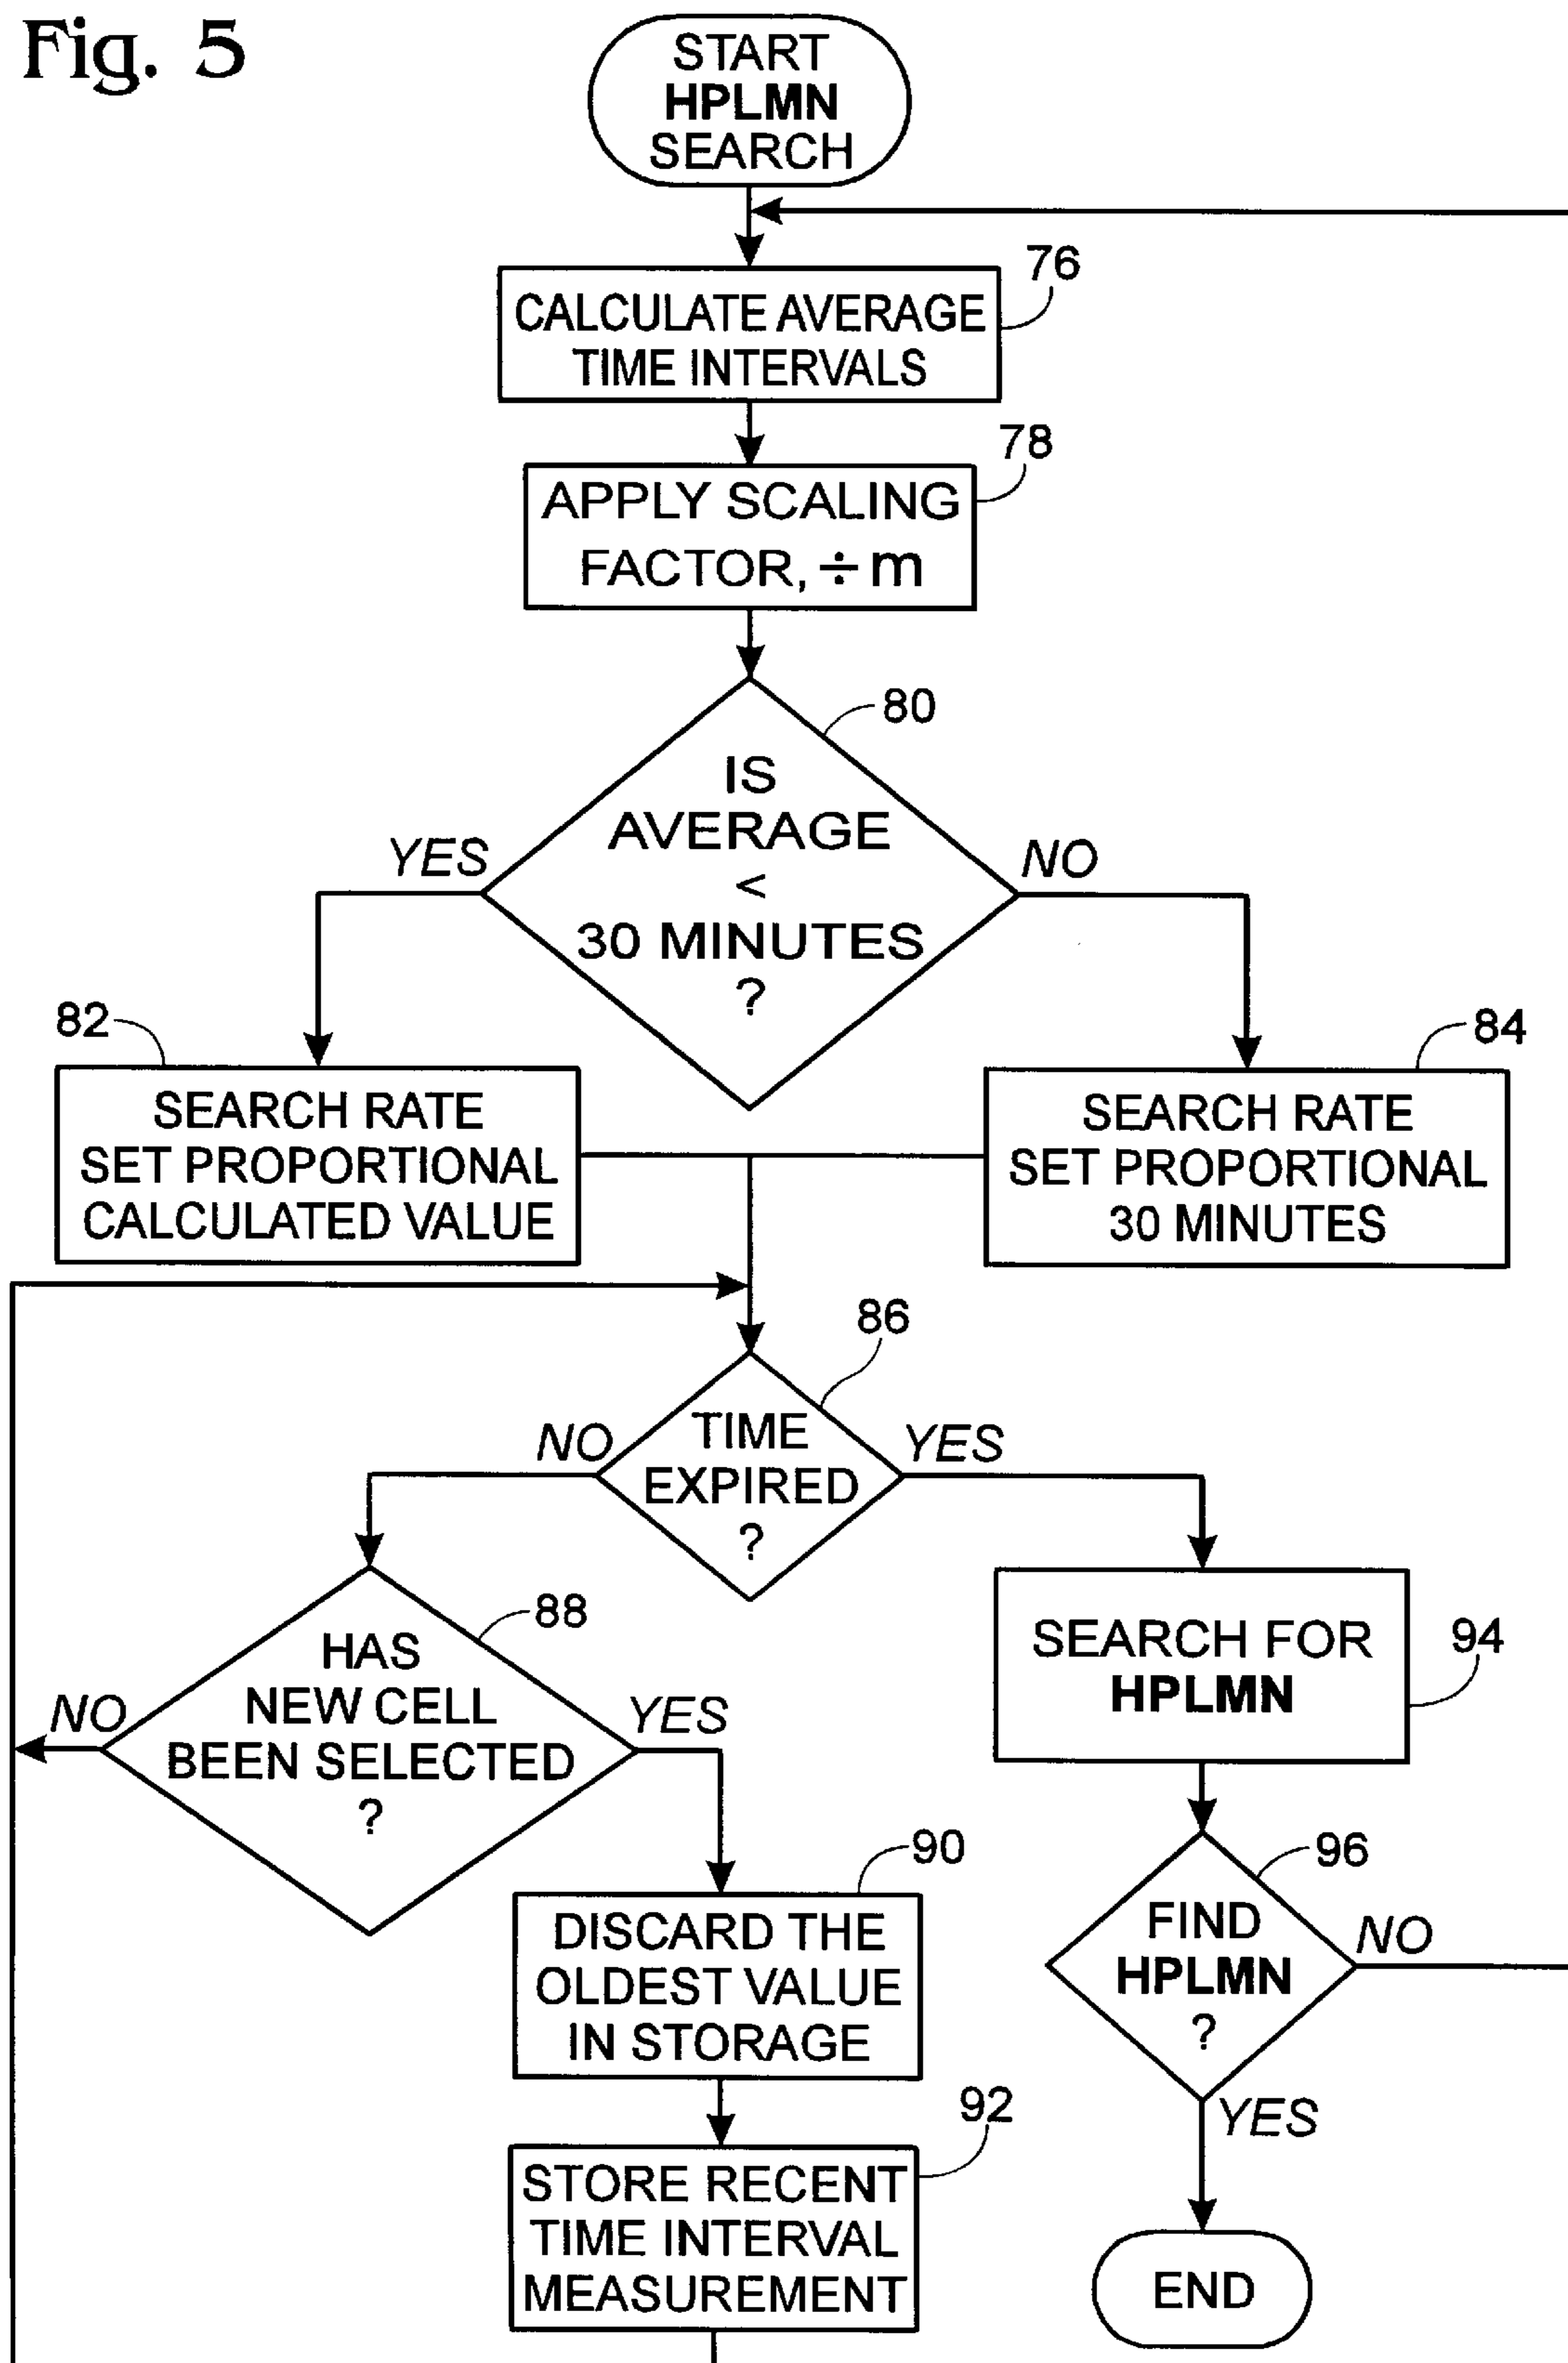 Fig. 5
START
HPLMN
SEARCH
76
CALCULATE AVERAGE
TIME INTERVALS
78
APPLY SCALING
FACTOR, ÷ m
80
IS
AVERAGE
<
30 MINUTES
?
YES
NO
82
SEARCH RATE
SET PROPORTIONAL
CALCULATED VALUE
84
SEARCH RATE
SET PROPORTIONAL
30 MINUTES
86
TIME
EXPIRED
?
NO
YES
88
HAS
NEW CELL
BEEN SELECTED
?
NO
YES
94
SEARCH FOR
HPLMN
90
DISCARD THE
OLDEST VALUE
IN STORAGE
96
FIND
HPLMN
?
NO
YES
92
STORE RECENT
TIME INTERVAL
MEASUREMENT
END